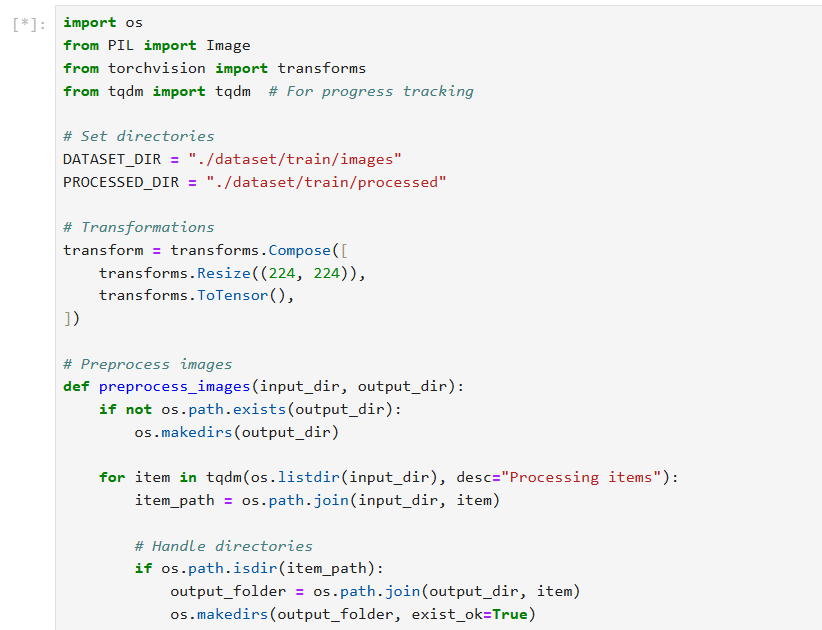 [*]:
import os
from PIL import Image
from torchvision import transforms
from tqdm import tqdm  # For progress tracking

# Set directories
DATASET_DIR = "./dataset/train/images"
PROCESSED_DIR = "./dataset/train/processed"

# Transformations
transform = transforms.Compose([
    transforms.Resize((224, 224)),
    transforms.ToTensor(),
])

# Preprocess images
def preprocess_images(input_dir, output_dir):
    if not os.path.exists(output_dir):
        os.makedirs(output_dir)

    for item in tqdm(os.listdir(input_dir), desc="Processing items"):
        item_path = os.path.join(input_dir, item)

        # Handle directories
        if os.path.isdir(item_path):
            output_folder = os.path.join(output_dir, item)
            os.makedirs(output_folder, exist_ok=True)